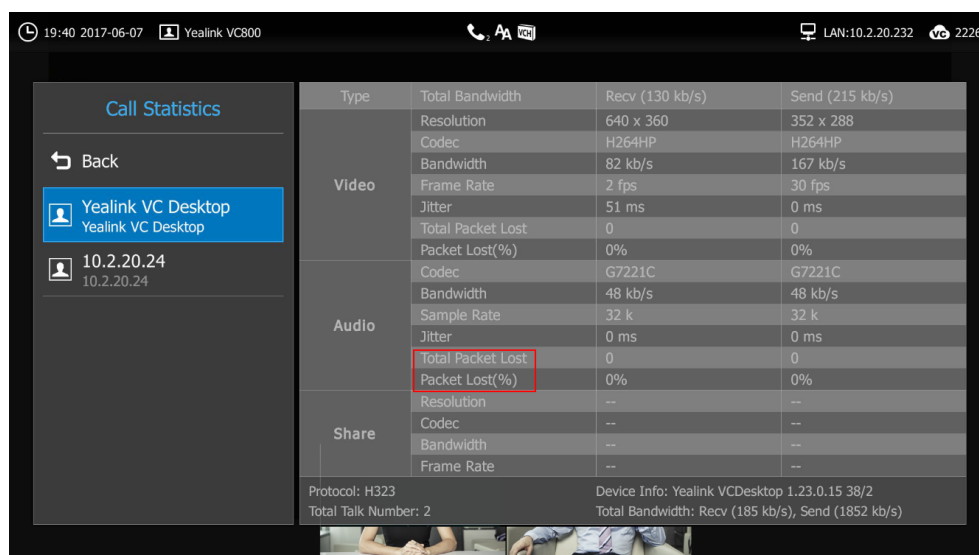 19:40 2017-06-07 Yealink VC800 2 AA VCH LAN:10.2.20.232 VC 2226
Call Statistics
Back
Yealink VC Desktop
Yealink VC Desktop
10.2.20.24
10.2.20.24
Type Total Bandwidth Recv (130 kb/s) Send (215 kb/s)
Video
Resolution 640 x 360 352 x 288
Codec H264HP H264HP
Bandwidth 82 kb/s 167 kb/s
Frame Rate 2 fps 30 fps
Jitter 51 ms 0 ms
Total Packet Lost 0 0
Packet Lost(%) 0% 0%
Audio
Codec G7221C G7221C
Bandwidth 48 kb/s 48 kb/s
Sample Rate 32 k 32 k
Jitter 0 ms 0 ms
Total Packet Lost 0 0
Packet Lost(%) 0% 0%
Share
Resolution -- --
Codec -- --
Bandwidth -- --
Frame Rate -- --
Protocol: H323 Device Info: Yealink VCDesktop 1.23.0.15 38/2
Total Talk Number: 2 Total Bandwidth: Recv (185 kb/s), Send (1852 kb/s)